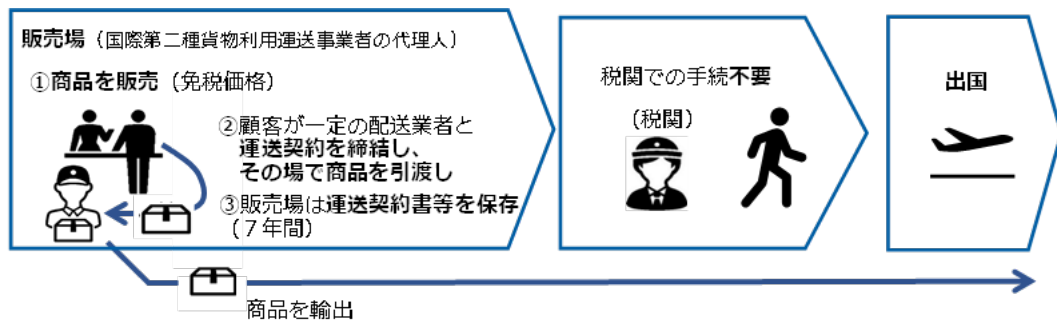 販売場（国際第二種貨物利用運送事業者の代理人）
①商品を販売（免税価格）
②顧客が一定の配送業者と
運送契約を締結し、
その場で商品を引渡し
③販売場は運送契約書等を保存
（７年間）
商品を輸出
税関での手続不要
（税関）
出国